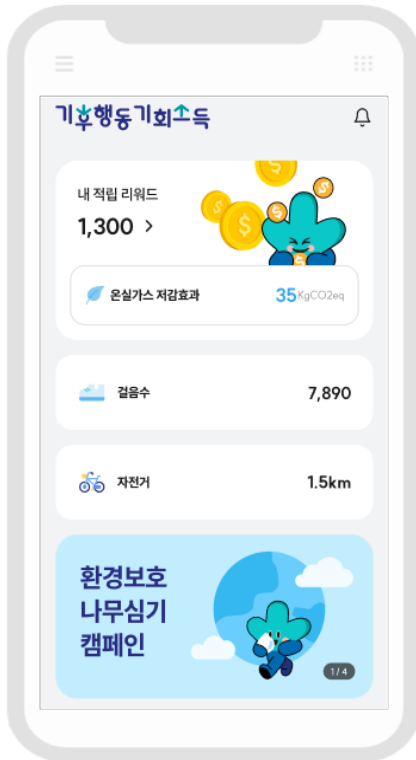 기후행동기회소득
내 적립 리워드
1,300 >
온실가스 저감효과 35KgCO2eq
걸음수 7,890
자전거 1.5km
환경보호
나무심기
캠페인
1/4